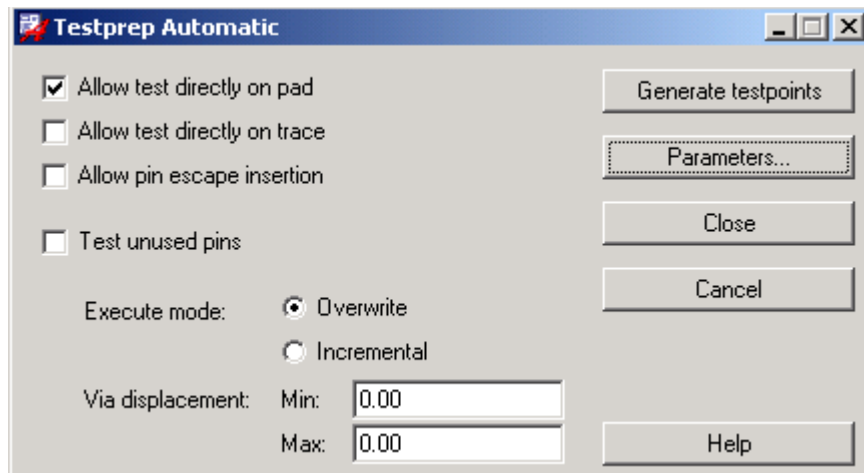 Testprep Automatic
Allow test directly on pad
Allow test directly on trace
Allow pin escape insertion
Test unused pins
Execute mode:
Overwrite
Incremental
Via displacement:
Min: 0.00
Max: 0.00
Generate testpoints
Parameters...
Close
Cancel
Help